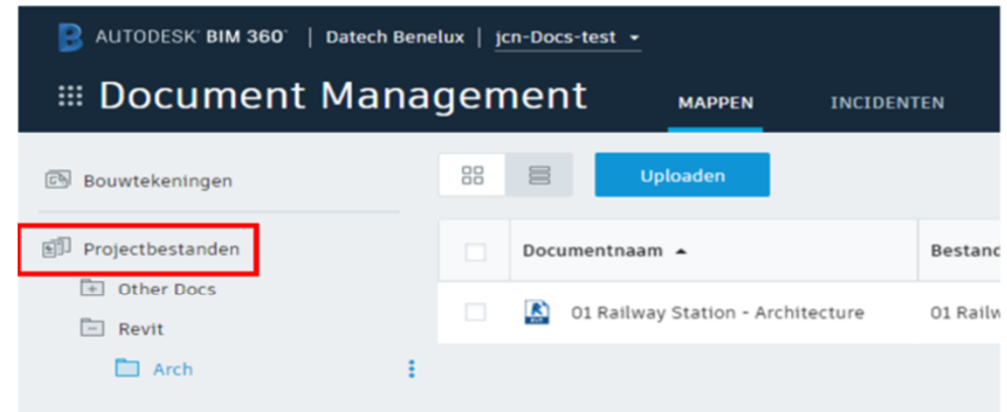 AUTODESK® BIM 360® | Datech Benelux | jcn-Docs-test
Document Management
MAPPEN INCIDENTEN
Bouwtekeningen
Uploaden
Projectbestanden
Documentnaam
Other Docs
01 Railway Station - Architecture
Revit
Arch